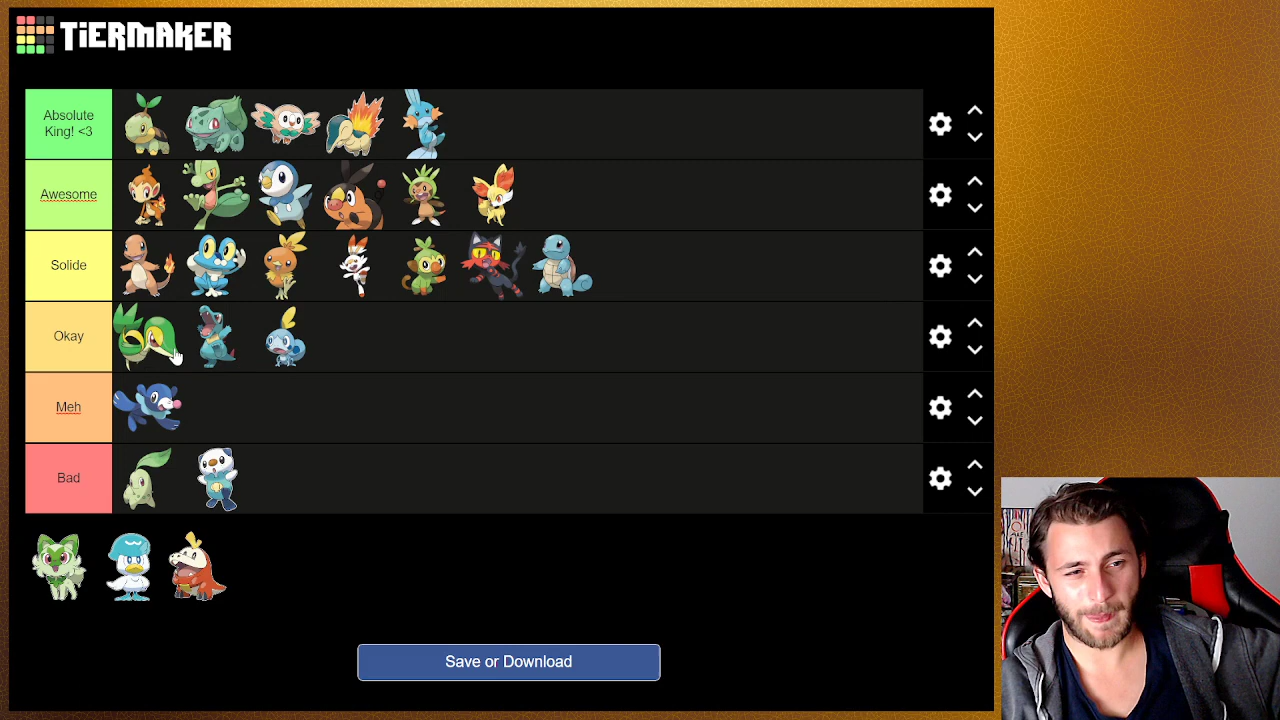 TiERMAKER
Absolute
King! <3
Awesome
Solide
Okay
Meh
Bad
Save or Download